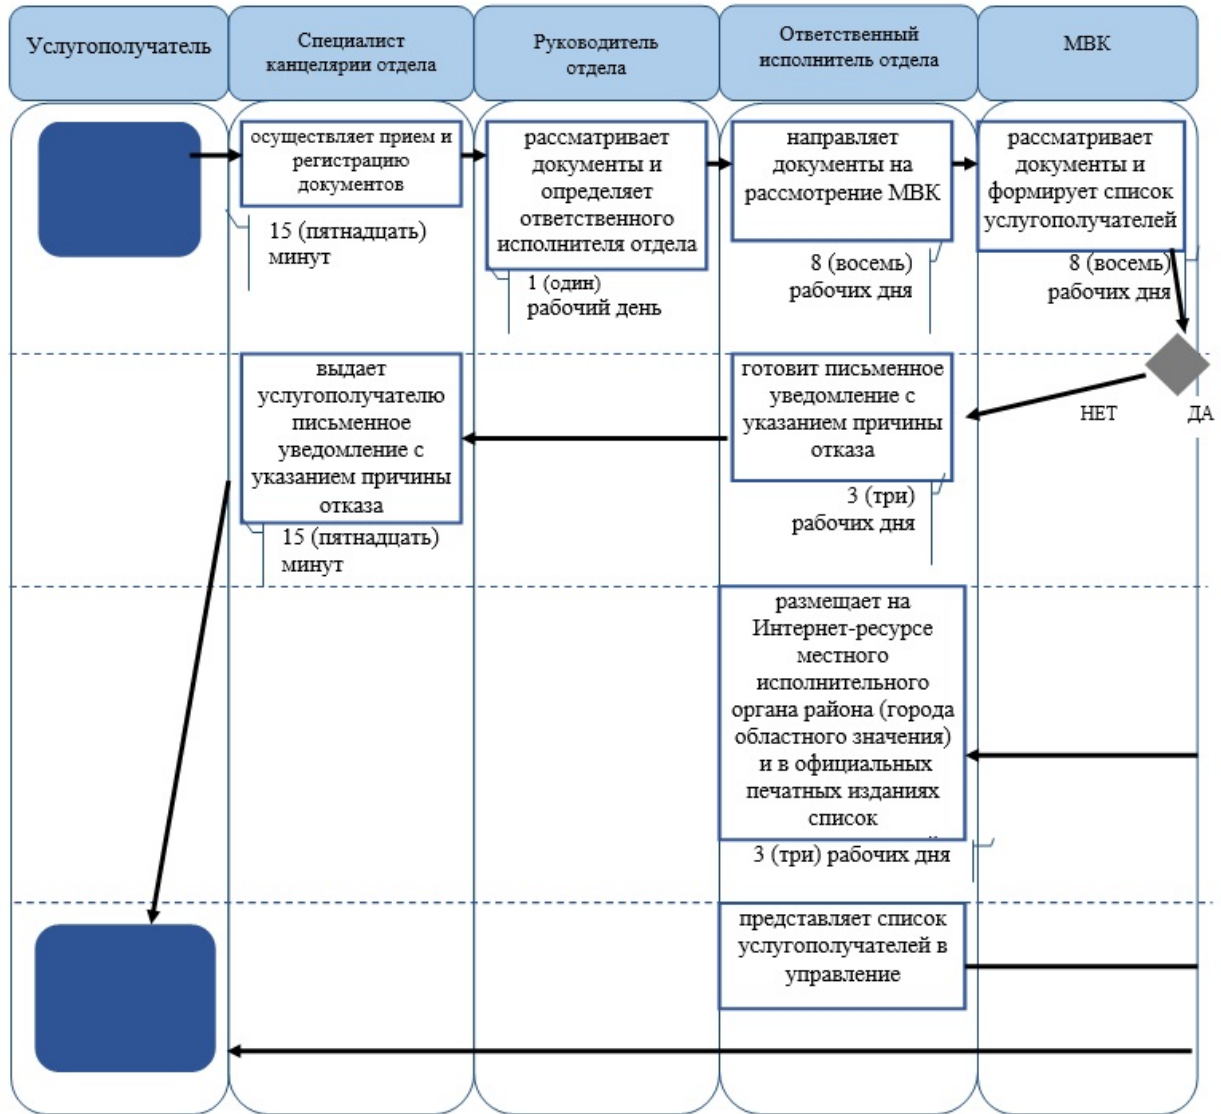 Услугополучатель
Специалист
канцелярии отдела
Руководитель
отдела
Ответственный
исполнитель отдела
МВК
осуществляет прием и
регистрацию
документов
15 (пятнадцать)
минут
рассматривает
документы и
определяет
ответственного
исполнителя отдела
1 (один)
рабочий день
направляет
документы на
рассмотрение МВК
8 (восемь)
рабочих дня
рассматривает
документы и
формирует список
услугополучателей
8 (восемь)
рабочих дня
выдает
услугополучателю
письменное
уведомление с
указанием причины
отказа
15 (пятнадцать)
минут
готовит письменное
уведомление с
указанием причины
отказа
3 (три)
рабочих дня
НЕТ
ДА
размещает на
Интернет-ресурсе
местного
исполнительного
органа района (города
областного значения)
и в официальных
печатных изданиях
список
3 (три) рабочих дня
представляет список
услугополучателей в
управление